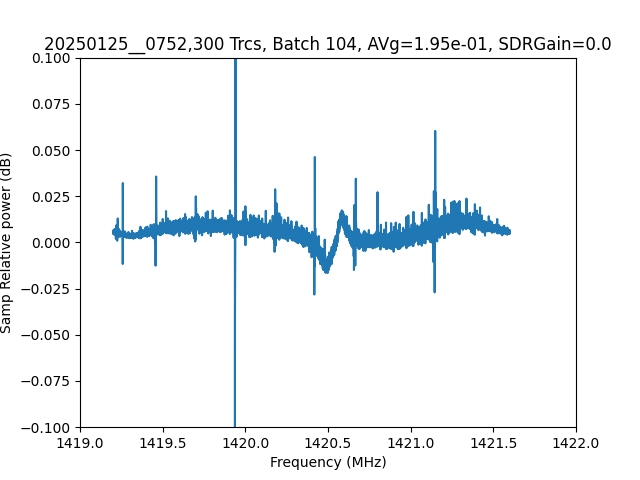 20250125__0752,300 Trcs, Batch 104, AVg=1.95e-01, SDRGain=0.0
0.100
0.075
0.050
0.025
0.000
−0.025
−0.050
−0.075
−0.100
Samp Relative power (dB)
1419.0 1419.5 1420.0 1420.5 1421.0 1421.5 1422.0
Frequency (MHz)